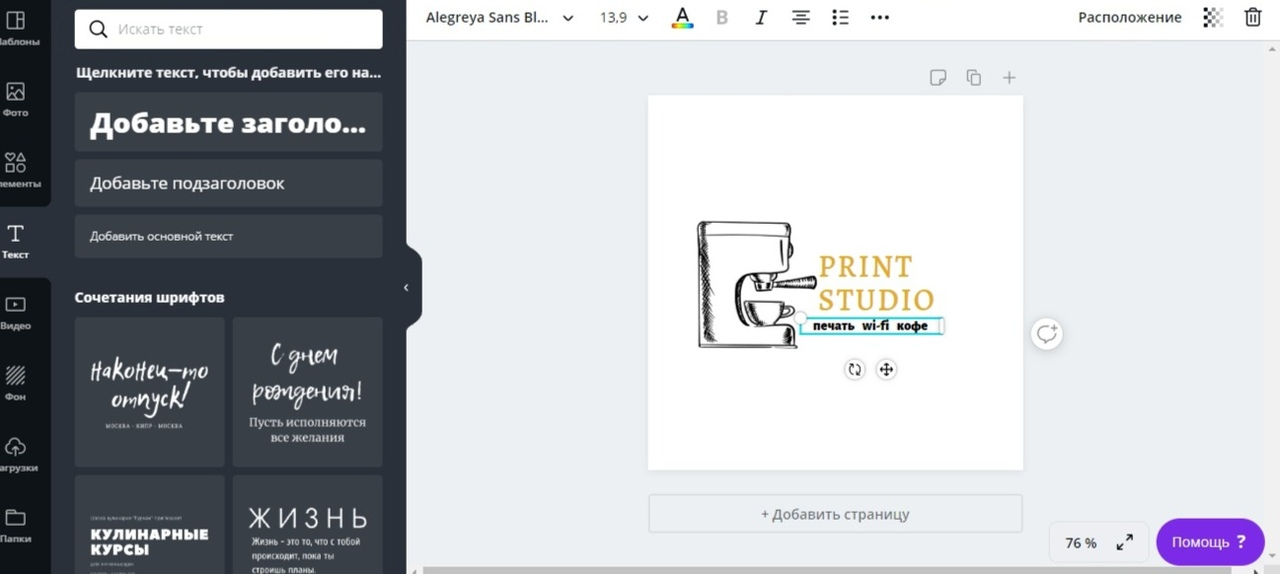 Alegreya Sans Bl...
13,9
A
B
I
Расположение
Искать текст
Щелкните текст, чтобы добавить его на...
Добавьте заголо...
Добавьте подзаголовок
Добавить основной текст
Сочетания шрифтов
аблоны
Фото
лементы
Текст
Видео
Фон
агрузки
Папки
наконец-то
отпуск!
МОСКВА - КИПР - МОСКВА
С днем
рождения!
Пусть исполняются
все желания
КУЛИНАРНЫЕ
КУРСЫ
ЖИЗНЬ
Жизнь - это то, что с тобой
происходит, пока ты
строишь планы.
PRINT
STUDIO
печать wi-fi кофе
+ Добавить страницу
76 %
Помощь ?